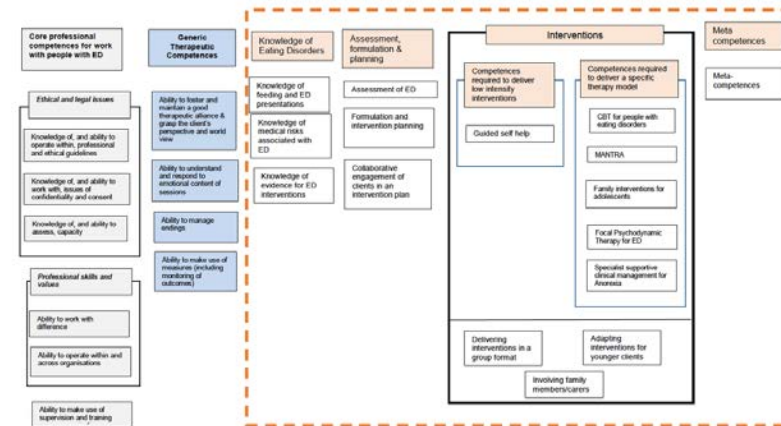 Core professional
competences for work
with people with ED
Ethical and legal issues
Knowledge of, and ability to
operate within, professional
and ethical guidelines
Knowledge of, and ability to
work with, issues of
confidentiality and consent
Knowledge of, and ability to
assess, capacity
Professional skills and
values
Ability to work with
difference
Ability to operate within and
across organisations
Ability to make use of
supervision and training
Generic
Therapeutic
Competences
Ability to foster and
maintain a good
therapeutic alliance &
grasp the client's
perspective and world
view
Ability to understand
and respond to
emotional content of
sessions
Ability to manage
endings
Ability to make use of
measures (including
monitoring of
outcomes)
Knowledge of
Eating Disorders
Knowledge of
feeding and ED
presentations
Knowledge of
medical risks
associated with
ED
Knowledge of
evidence for ED
interventions
Assessment,
formulation &
planning
Assessment of ED
Formulation and
intervention planning
Collaborative
engagement of
clients in an
intervention plan
Interventions
Competences
required to deliver
low intensity
interventions
Guided self help
Competences required
to deliver a specific
therapy model
CBT for people with
eating disorders
MANTRA
Family interventions for
adolescents
Focal Psychodynamic
Therapy for ED
Specialist supportive
clinical management for
Anorexia
Delivering
interventions in a
group format
Adapting
interventions for
younger clients
Involving family
members/carers
Meta
competences
Meta-
competences